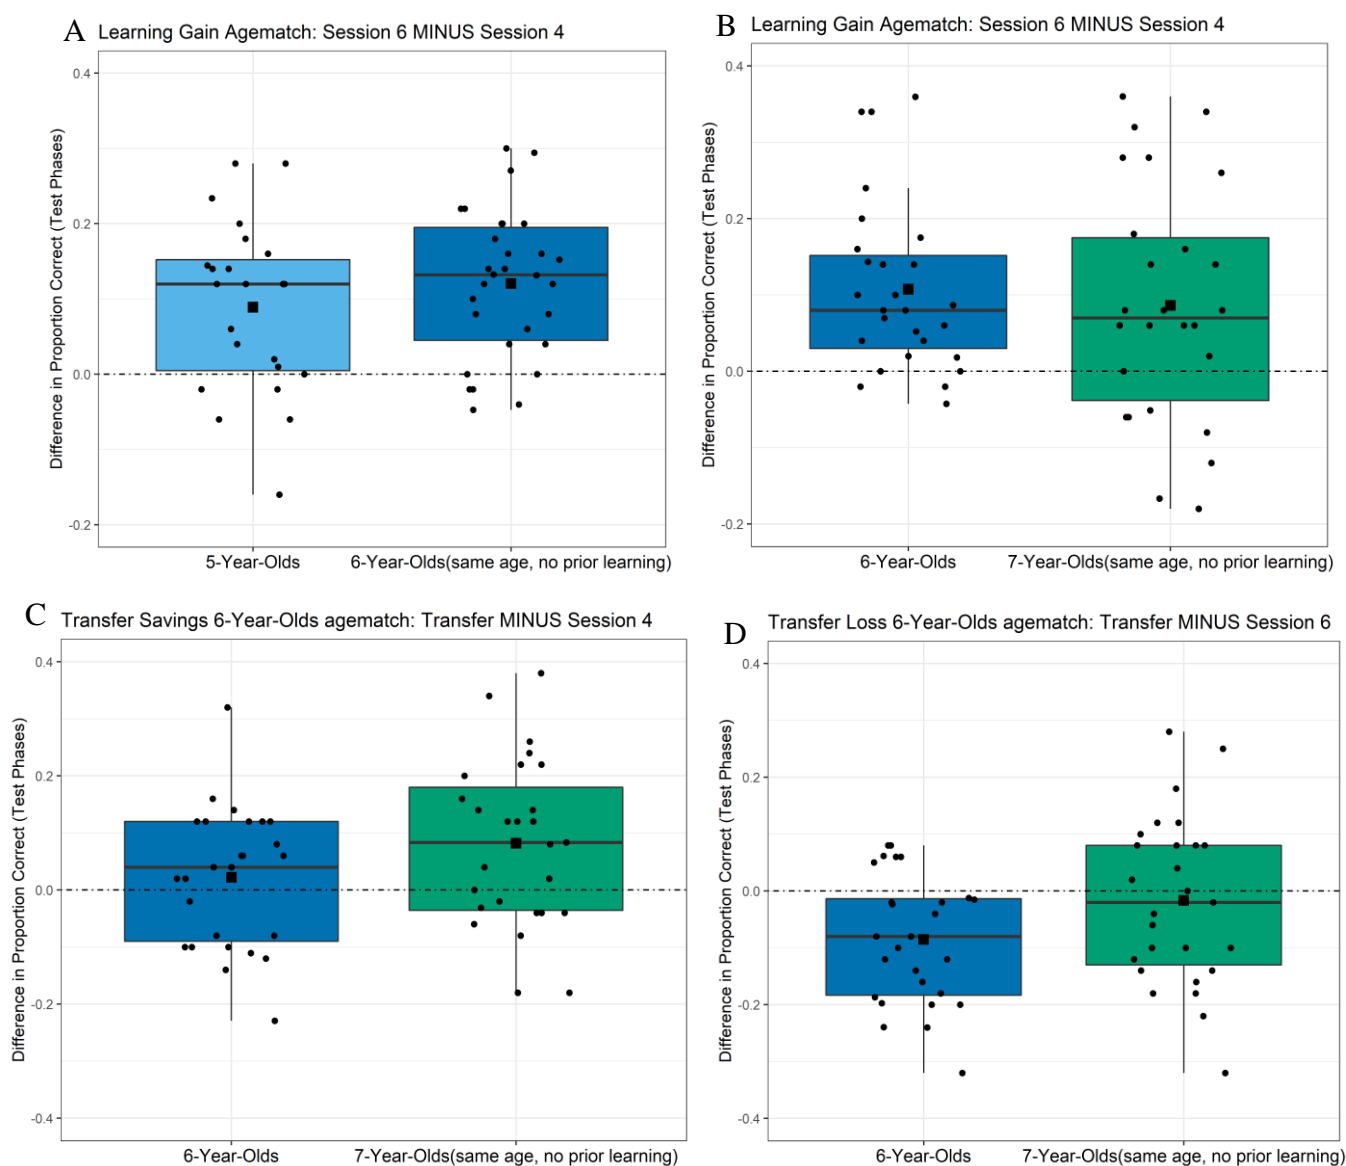 A Learning Gain Agematch: Session 6 MINUS Session 4
Difference in Proportion Correct (Test Phases)
0.4
0.2
0.0
-0.2
5-Year-Olds
6-Year-Olds(same age, no prior learning)
B Learning Gain Agematch: Session 6 MINUS Session 4
Difference in Proportion Correct (Test Phases)
0.4
0.2
0.0
-0.2
6-Year-Olds
7-Year-Olds(same age, no prior learning)
C Transfer Savings 6-Year-Olds agematch: Transfer MINUS Session 4
Difference in Proportion Correct (Test Phases)
0.4
0.2
0.0
-0.2
-0.4
6-Year-Olds
7-Year-Olds(same age, no prior learning)
D Transfer Loss 6-Year-Olds agematch: Transfer MINUS Session 6
Difference in Proportion Correct (Test Phases)
0.4
0.2
0.0
-0.2
-0.4
6-Year-Olds
7-Year-Olds(same age, no prior learning)